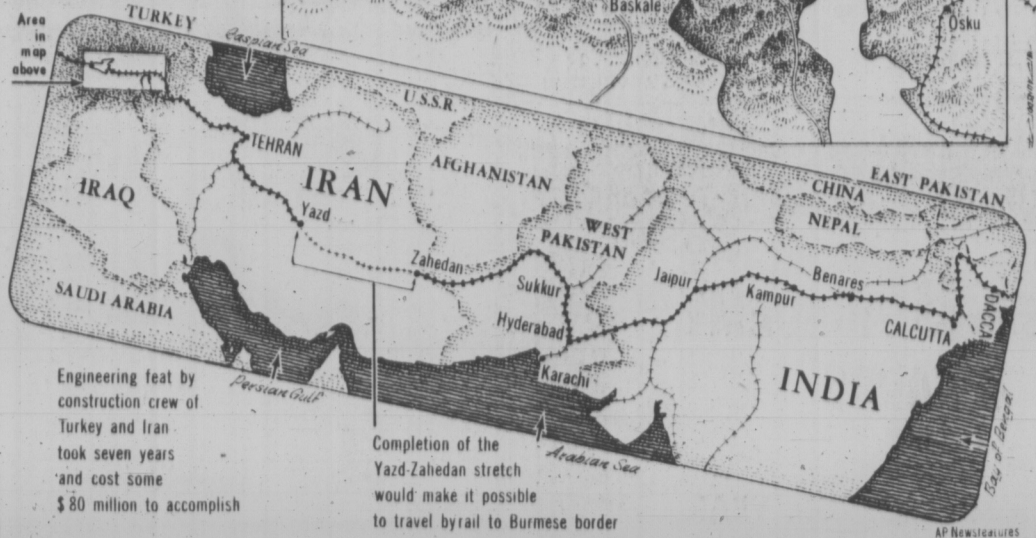 Baskale
Osku
Area
in
map
above
TURKEY
Caspian Sea
U.S.S.R.
TEHRAN
IRAN
AFGHANISTAN
IRAQ
Yazd
WEST
PAKISTAN
CHINA
EAST PAKISTAN
NEPAL
Zahedan
Sukkur
Jaipur
Kampur
Benares
SAUDI ARABIA
Hyderabad
CALCUTTA
DACCA
Karachi
INDIA
Persian Gulf
Arabian Sea
Bay of Bengal
Engineering feat by
construction crew of
Turkey and Iran
took seven years
and cost some
$80 million to accomplish
Completion of the
Yazd-Zahedan stretch
would make it possible
to travel by rail to Burmese border
AP Newsfeatures